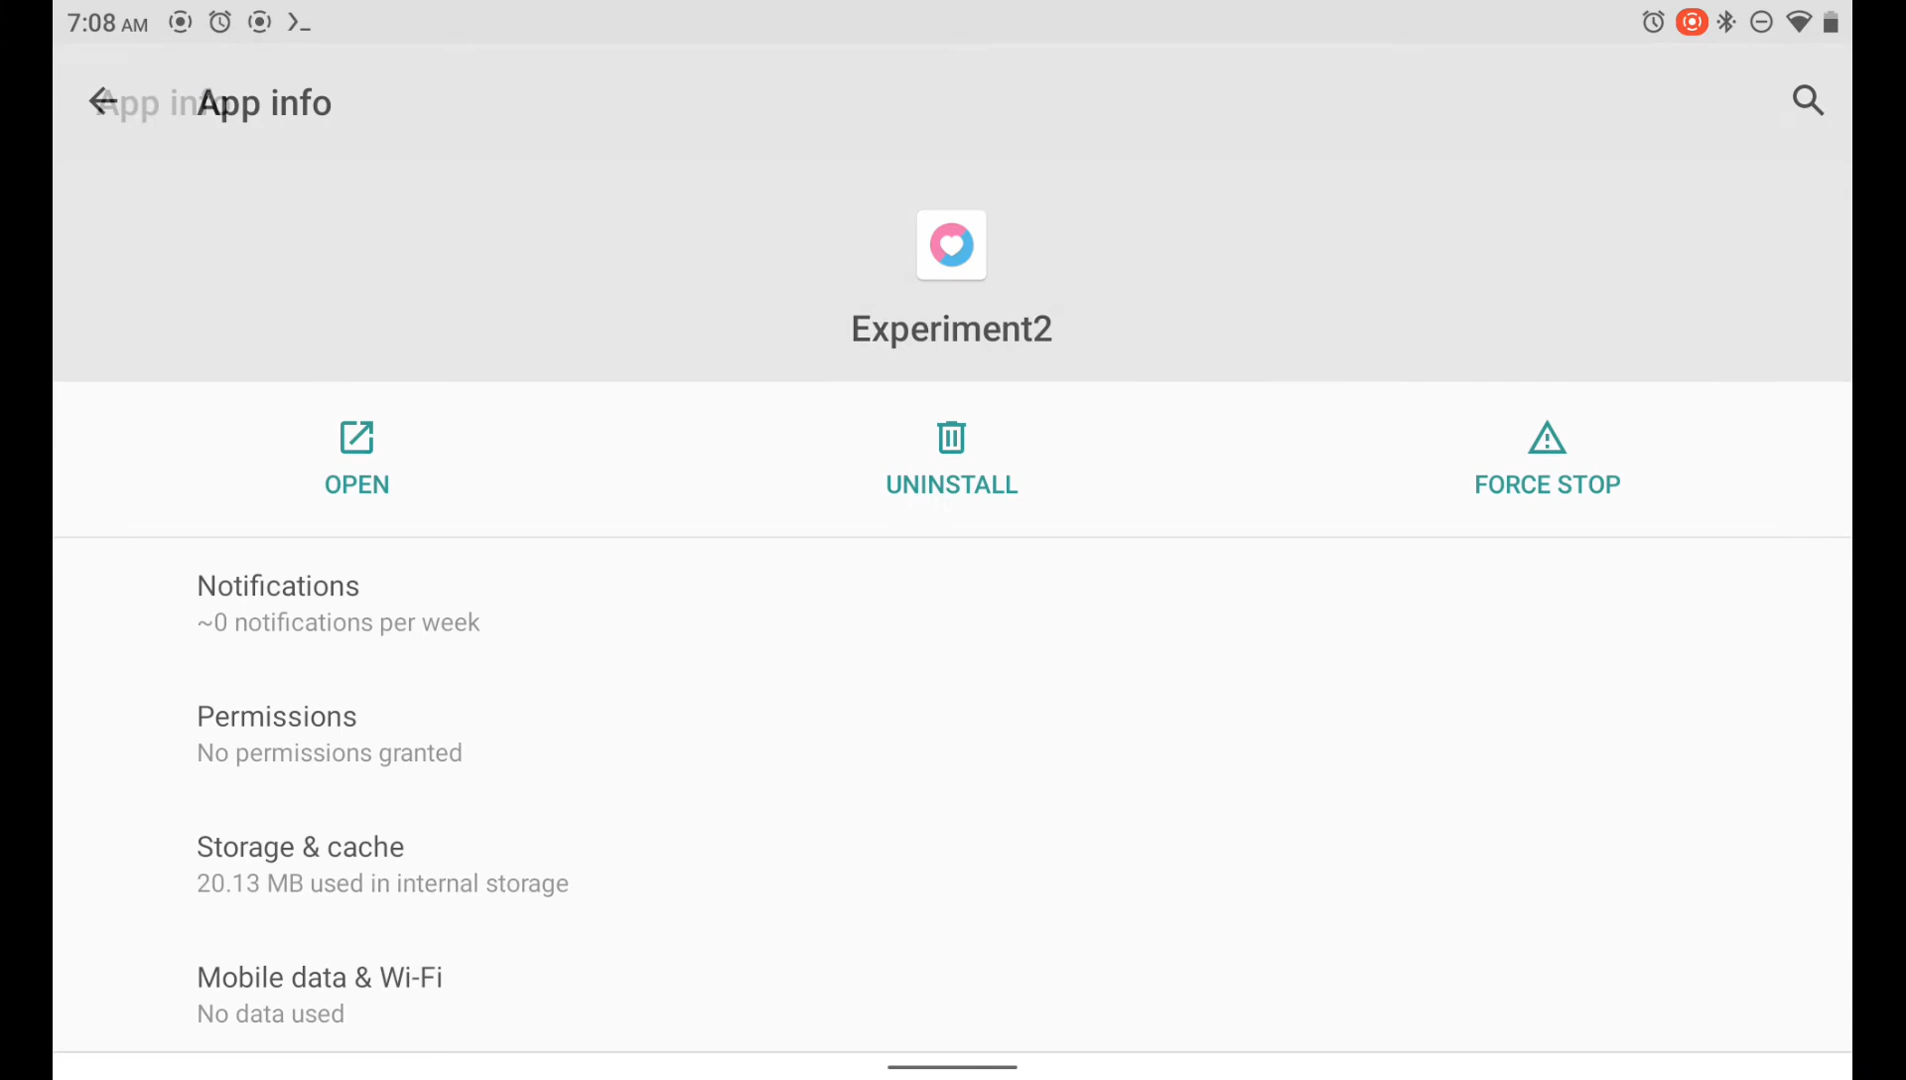 7:08 AM
App info
App info
Experiment2
OPEN
UNINSTALL
FORCE STOP
Notifications
~0 notifications per week
Permissions
No permissions granted
Storage & cache
20.13 MB used in internal storage
Mobile data & Wi-Fi
No data used